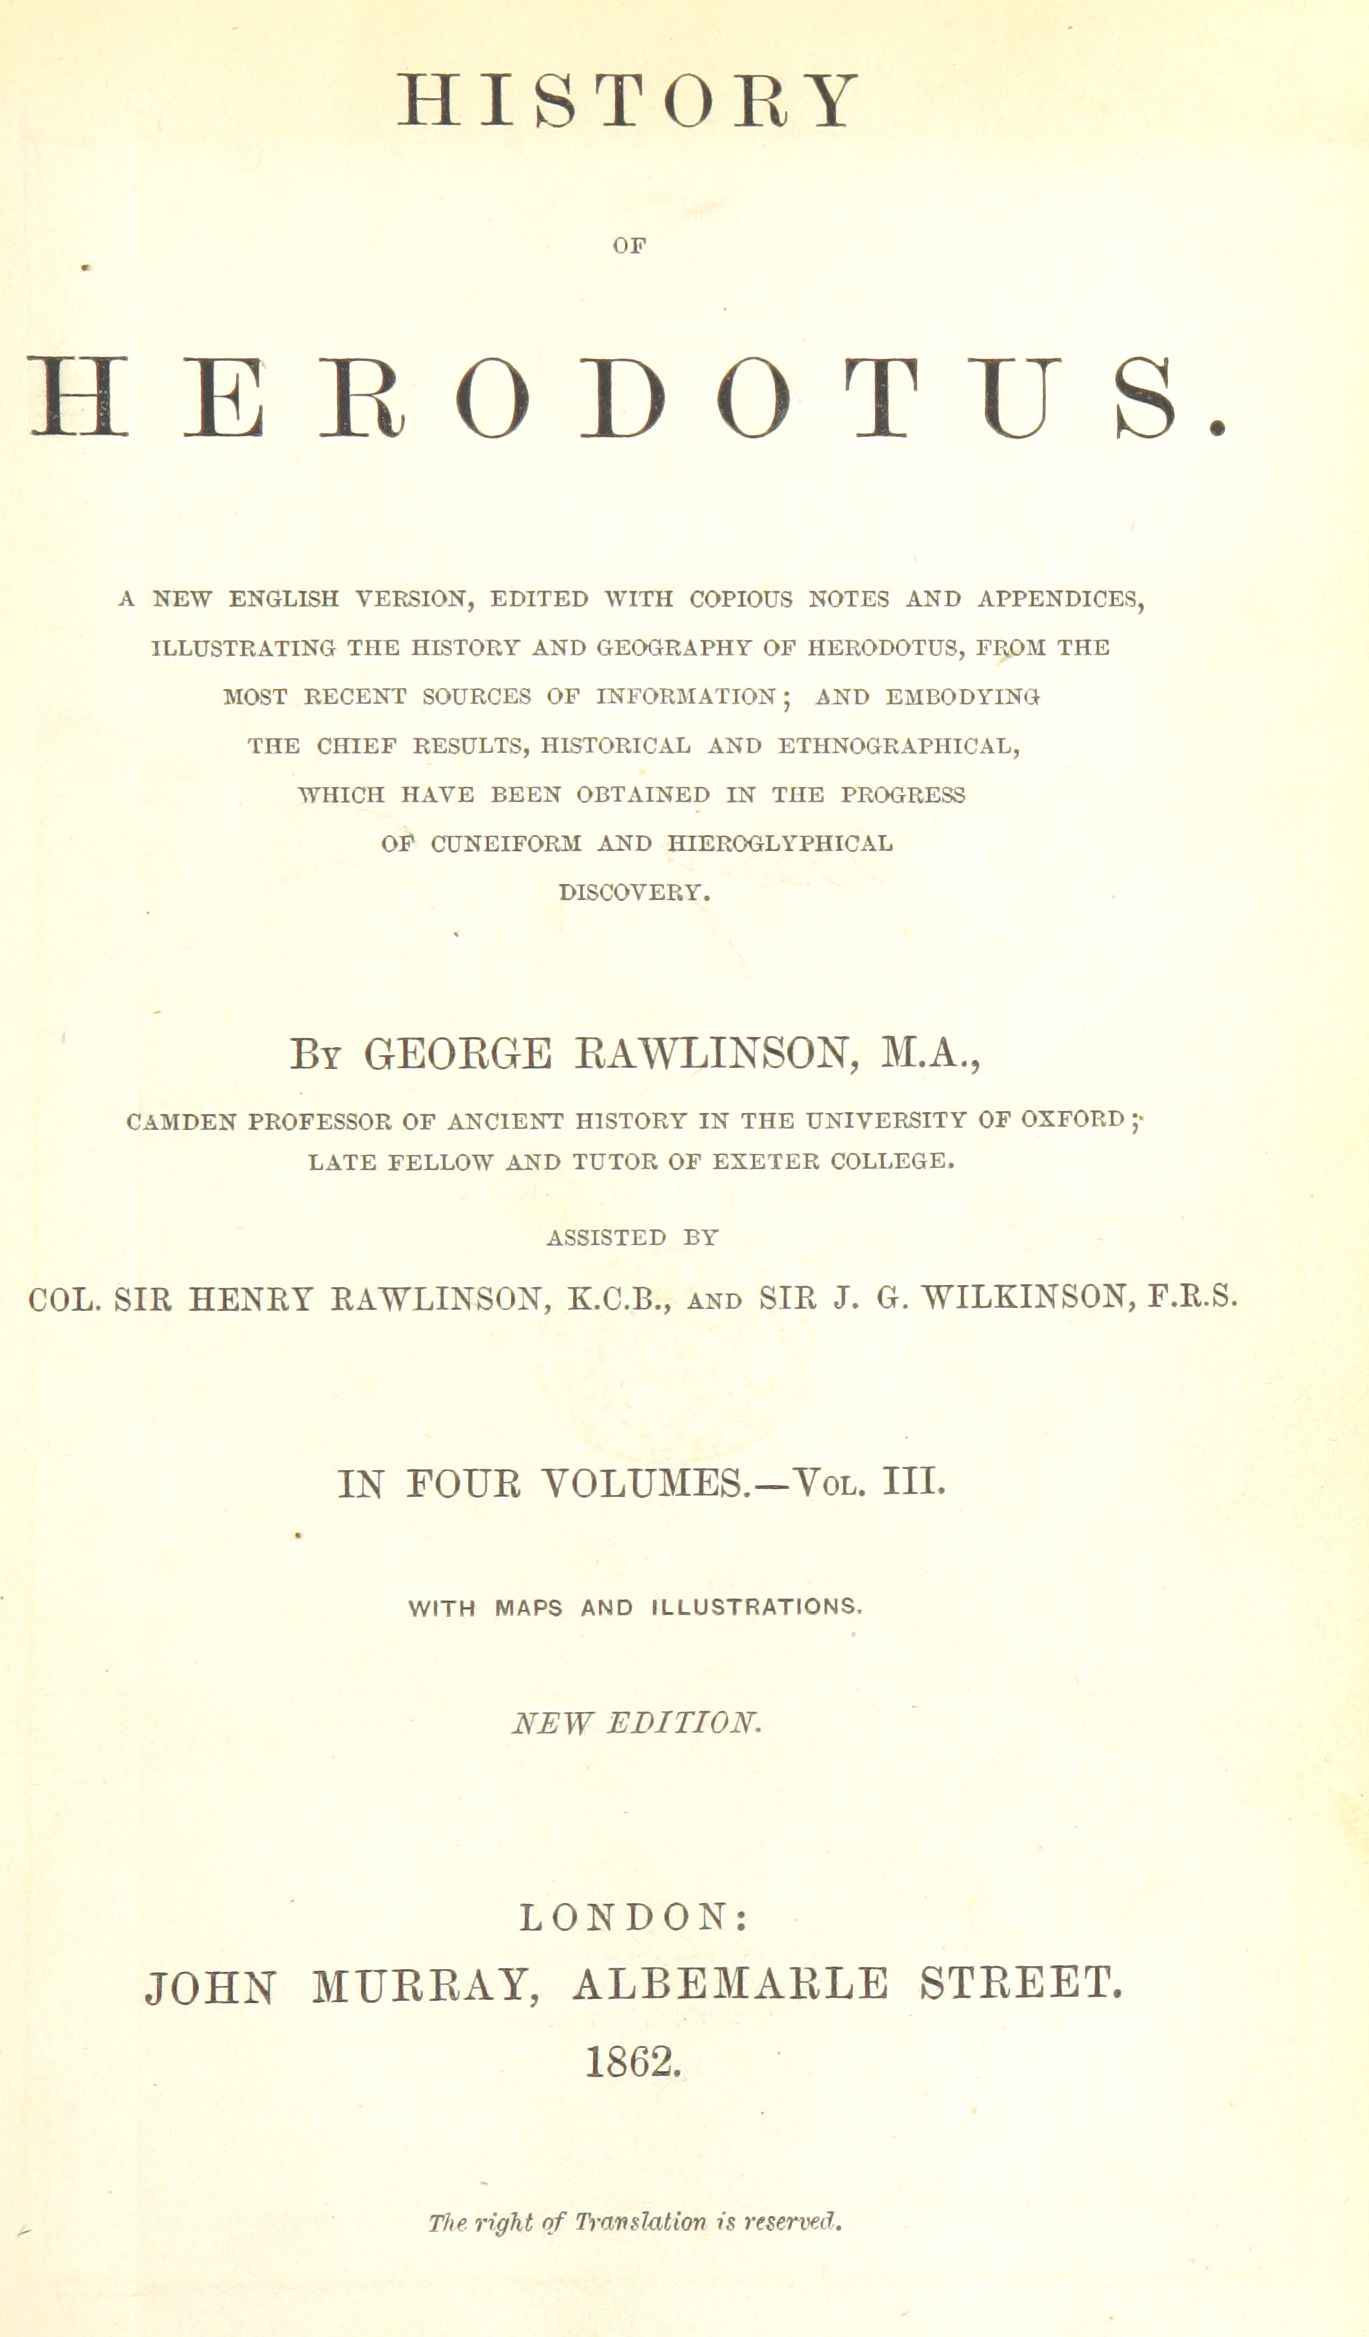 HISTORY
OF
HERODOTUS.
A NEW ENGLISH VERSION, EDITED WITH COPIOUS NOTES AND APPENDICES,
ILLUSTRATING THE HISTORY AND GEOGRAPHY OF HERODOTUS, FROM THE
MOST RECENT SOURCES OF INFORMATION; AND EMBODYING
THE CHIEF RESULTS, HISTORICAL AND ETHNOGRAPHICAL,
WHICH HAVE BEEN OBTAINED IN THE PROGRESS
OF CUNEIFORM AND HIEROGLYPHICAL
DISCOVERY.
By GEORGE RAWLINSON, M.A.,
CAMDEN PROFESSOR OF ANCIENT HISTORY IN THE UNIVERSITY OF OXFORD;
LATE FELLOW AND TUTOR OF EXETER COLLEGE.
ASSISTED BY
COL. SIR HENRY RAWLINSON, K.C.B., AND SIR J. G. WILKINSON, F.R.S.
IN FOUR VOLUMES.—Vol. III.
WITH MAPS AND ILLUSTRATIONS.
NEW EDITION.
LONDON:
JOHN MURRAY, ALBEMARLE STREET.
1862.
The right of Translation is reserved.